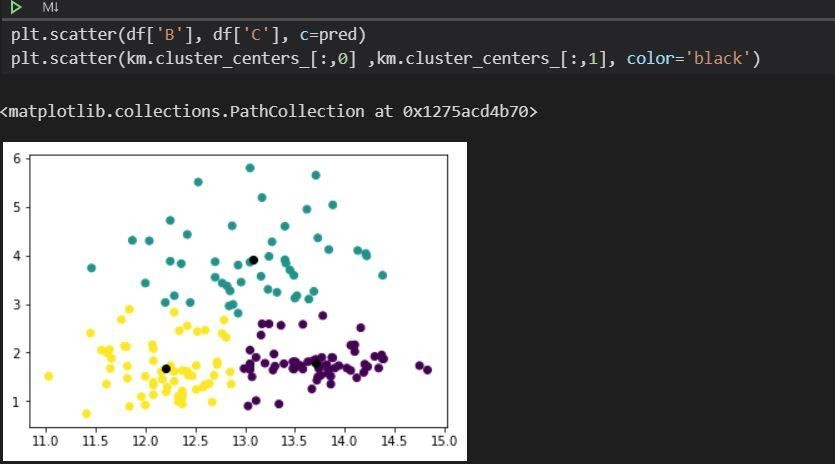 M↓
plt.scatter(df['B'], df['C'], c=pred)
plt.scatter(km.cluster_centers_[:,0] ,km.cluster_centers_[:,1], color='black')
<matplotlib.collections.PathCollection at 0x1275acd4b70>
6
5
4
3
2
1
11.0 11.5 12.0 12.5 13.0 13.5 14.0 14.5 15.0